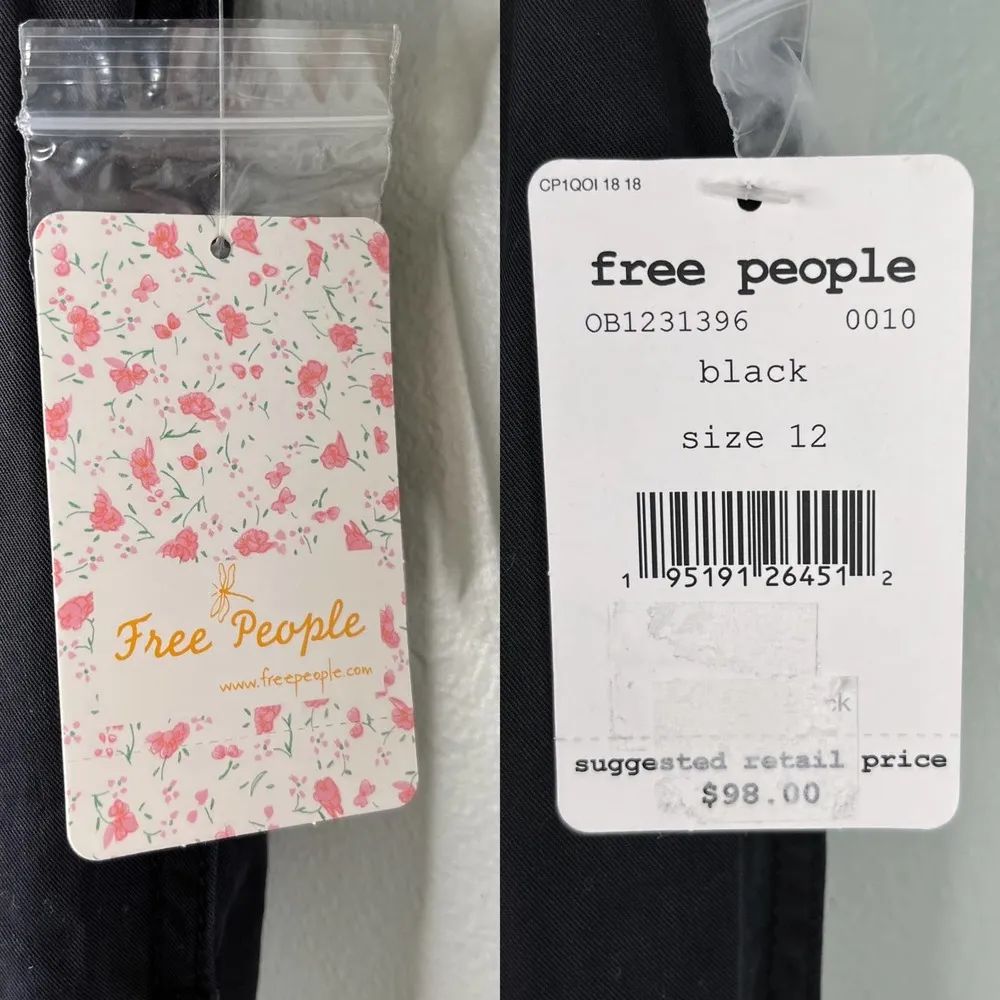 Free People
www.freepeople.com
CP1QOI 18 18
free people
OB1231396 0010
black
size 12
1 95191 26451 2
ck
suggested retail price
$98.00